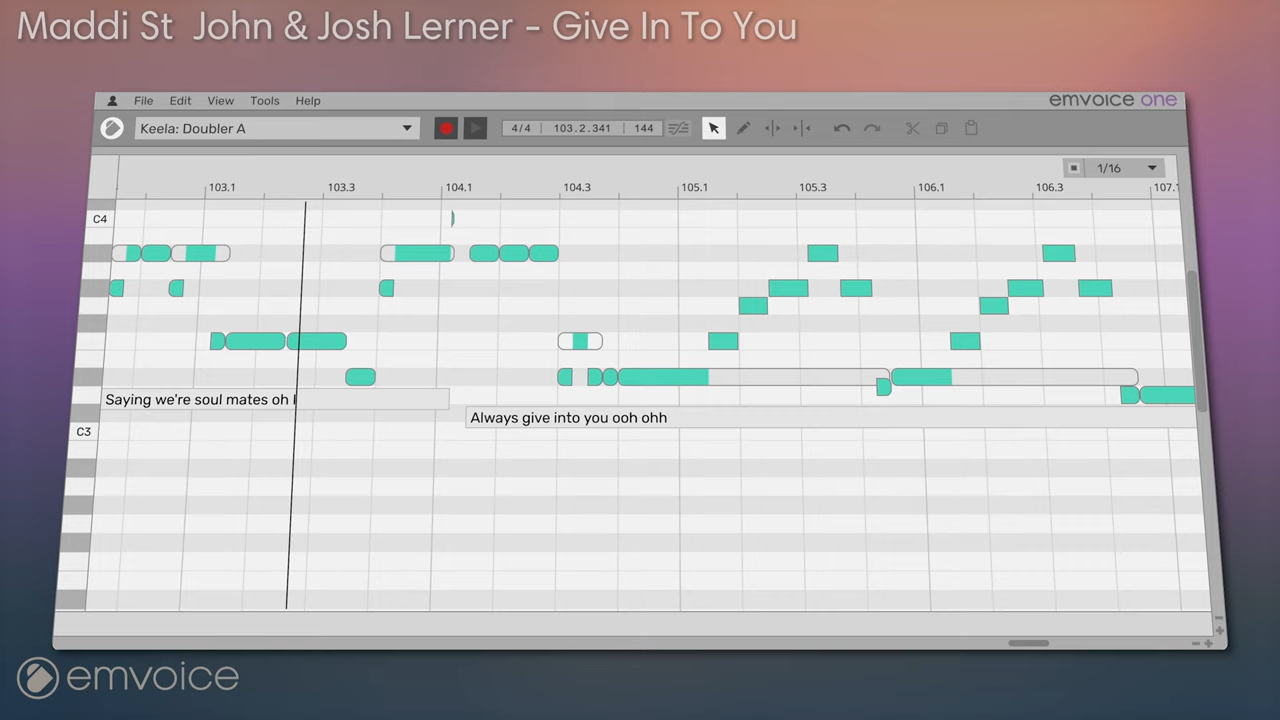 Maddi St John & Josh Lerner - Give In To You
File Edit View Tools Help
emvoice one
Keela: Doubler A
4/4 103.2.341 144
1/16
103.1 103.3 104.1 104.3 105.1 105.3 106.1 106.3 107.1
C4
Saying we're soul mates oh I
Always give into you ooh ohh
C3
emvoice